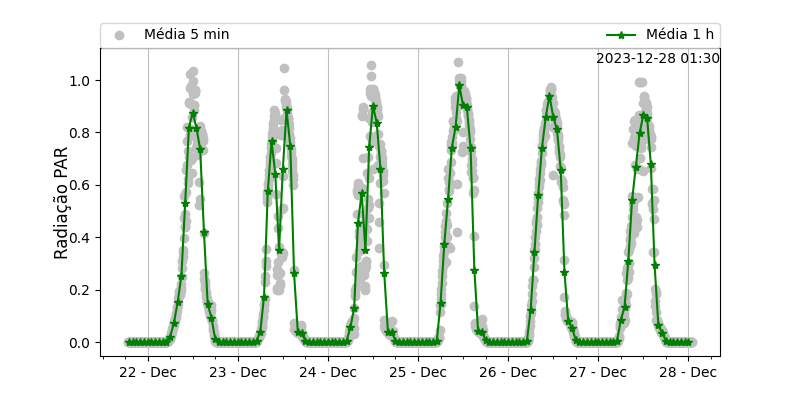 Média 5 min
Média 1 h
2023-12-28 01:30
Radiação PAR
1.0
0.8
0.6
0.4
0.2
0.0
22 - Dec
23 - Dec
24 - Dec
25 - Dec
26 - Dec
27 - Dec
28 - Dec